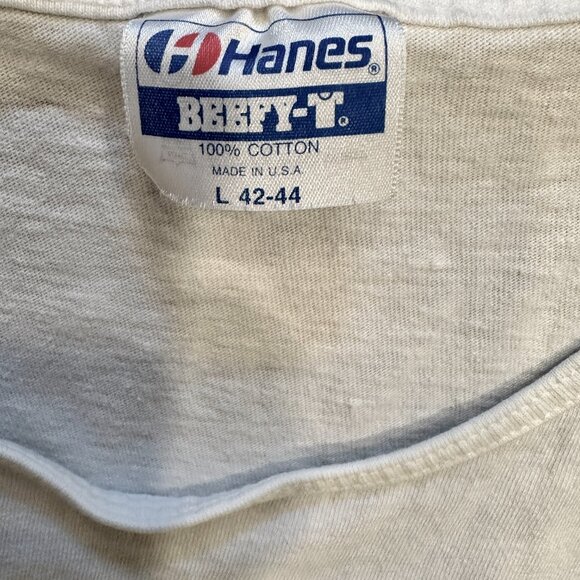 Hanes®
BEEFY-T®
100% COTTON
MADE IN U.S.A.
L 42-44